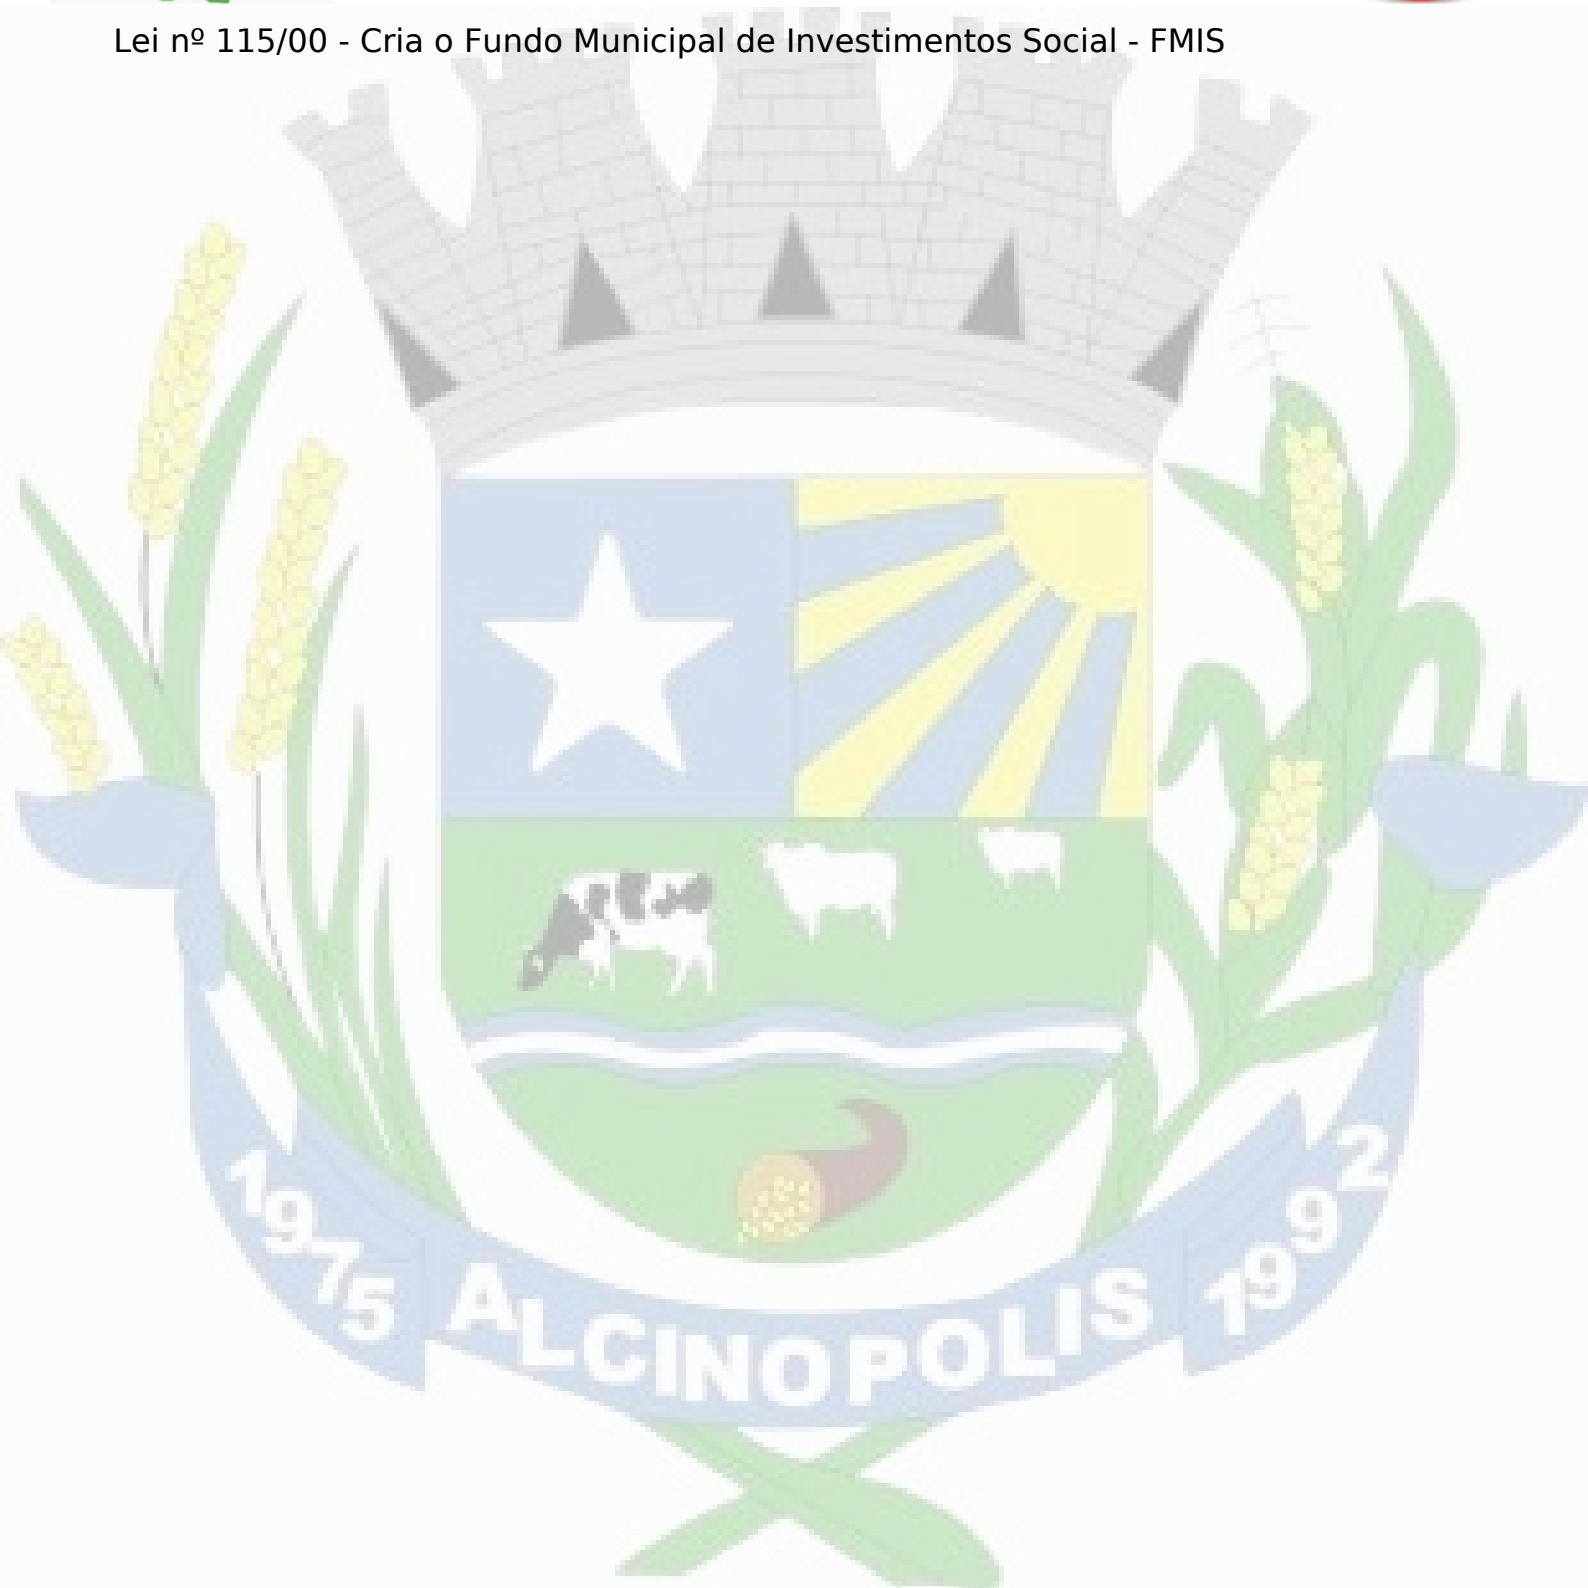 Lei nº 115/00 - Cria o Fundo Municipal de Investimentos Social - FMIS
1975
ALCINOPOLIS
1992